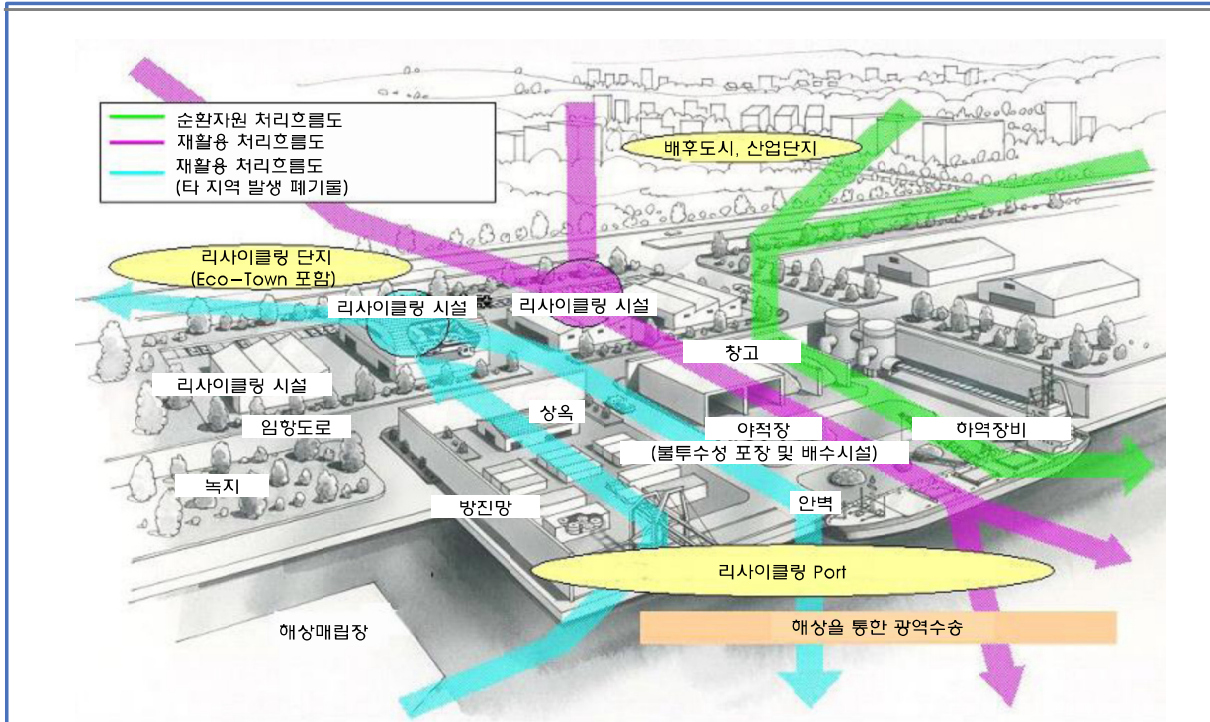 순환자원 처리흐름도
재활용 처리흐름도
재활용 처리흐름도
(타 지역 발생 폐기물)
배후도시, 산업단지
리사이클링 단지
(Eco-Town 포함)
리사이클링 시설
리사이클링 시설
창고
리사이클링 시설
상옥
임항도로
야적장
(불투수성 포장 및 배수시설)
하역장비
녹지
방진망
안벽
리사이클링 Port
해상매립장
해상을 통한 광역수송